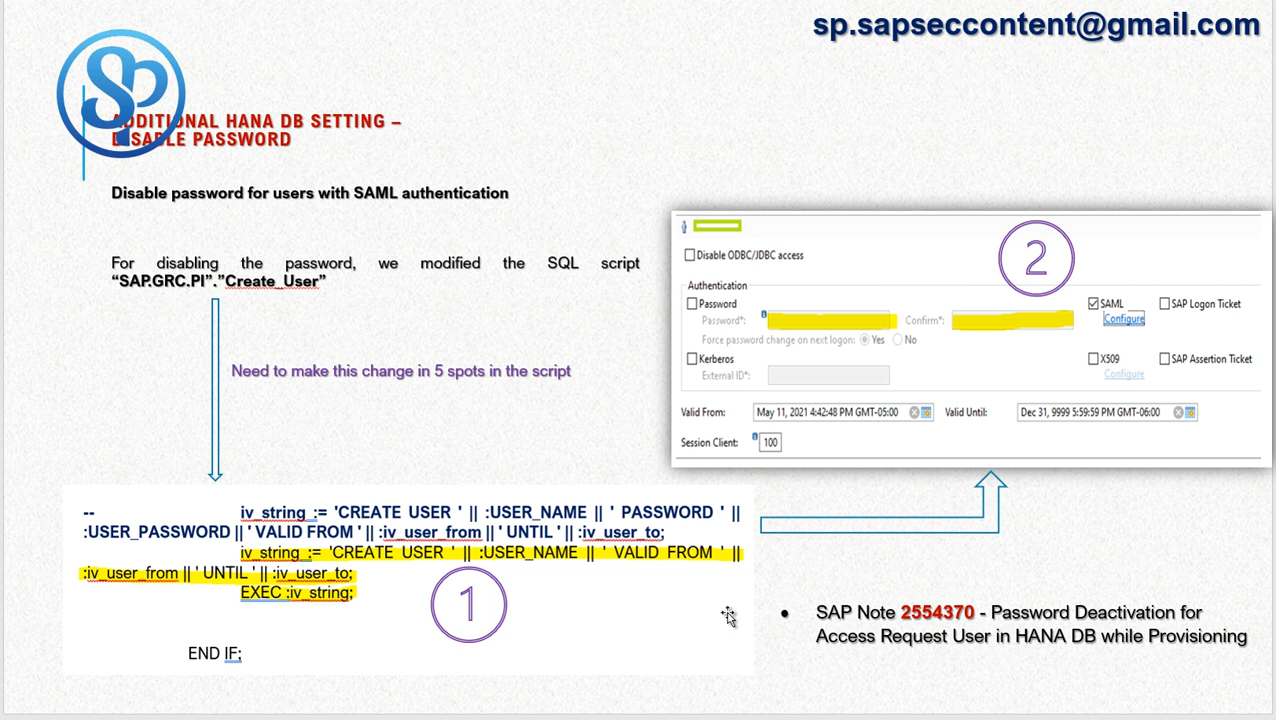 sp.sapseccontent@gmail.com
Sp
ADDITIONAL HANA DB SETTING –
DISABLE PASSWORD
Disable password for users with SAML authentication
For disabling the password, we modified the SQL script
“SAP.GRC.PI”.”Create_User”
Need to make this change in 5 spots in the script
-- iv_string := 'CREATE USER ' || :USER_NAME || ' PASSWORD ' ||
:USER_PASSWORD || ' VALID FROM ' || :iv_user_from || ' UNTIL ' || :iv_user_to;
iv_string := 'CREATE USER ' || :USER_NAME || ' VALID FROM ' ||
:iv_user_from || ' UNTIL ' || :iv_user_to;
EXEC :iv_string;
1
END IF;
2
Disable ODBC/JDBC access
Authentication
Password
SAML
SAP Logon Ticket
Password*:
Confirm*:
Configure
Force password change on next logon: Yes No
Kerberos
X509
SAP Assertion Ticket
External ID*:
Configure
Valid From: May 11, 2021 4:42:48 PM GMT-05:00 Valid Until: Dec 31, 9999 5:59:59 PM GMT-06:00
Session Client: 100
• SAP Note 2554370 - Password Deactivation for
Access Request User in HANA DB while Provisioning